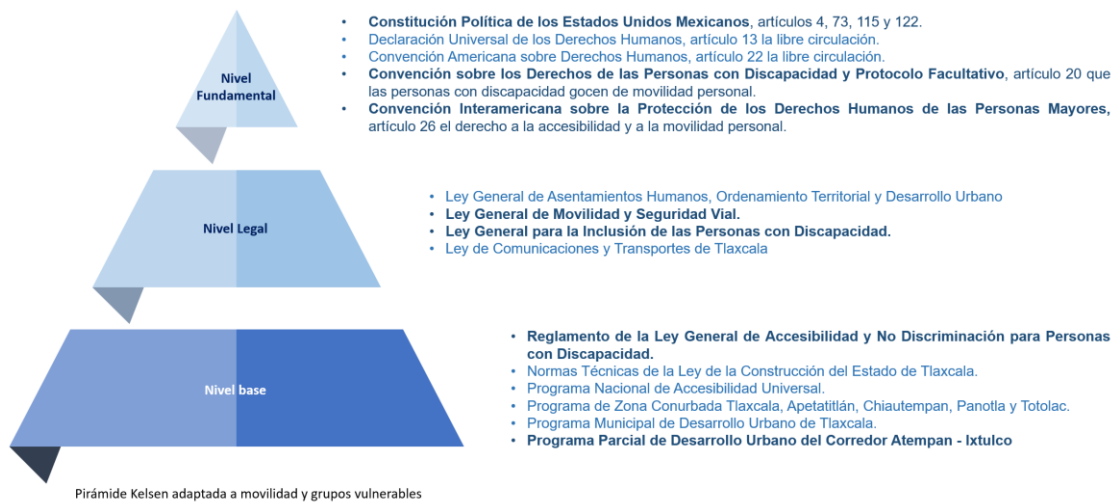 Nivel
Fundamental
• Constitución Política de los Estados Unidos Mexicanos, artículos 4, 73, 115 y 122.
• Declaración Universal de los Derechos Humanos, artículo 13 la libre circulación.
• Convención Americana sobre Derechos Humanos, artículo 22 la libre circulación.
• Convención sobre los Derechos de las Personas con Discapacidad y Protocolo Facultativo, artículo 20 que
las personas con discapacidad gocen de movilidad personal.
• Convención Interamericana sobre la Protección de los Derechos Humanos de las Personas Mayores,
artículo 26 el derecho a la accesibilidad y a la movilidad personal.
Nivel Legal
• Ley General de Asentamientos Humanos, Ordenamiento Territorial y Desarrollo Urbano
• Ley General de Movilidad y Seguridad Vial.
• Ley General para la Inclusión de las Personas con Discapacidad.
• Ley de Comunicaciones y Transportes de Tlaxcala
Nivel base
• Reglamento de la Ley General de Accesibilidad y No Discriminación para Personas
con Discapacidad.
• Normas Técnicas de la Ley de la Construcción del Estado de Tlaxcala.
• Programa Nacional de Accesibilidad Universal.
• Programa de Zona Conurbada Tlaxcala, Apetatitlán, Chiautempan, Panotla y Totolac.
• Programa Municipal de Desarrollo Urbano de Tlaxcala.
• Programa Parcial de Desarrollo Urbano del Corredor Atempan - Ixtulco
Pirámide Kelsen adaptada a movilidad y grupos vulnerables